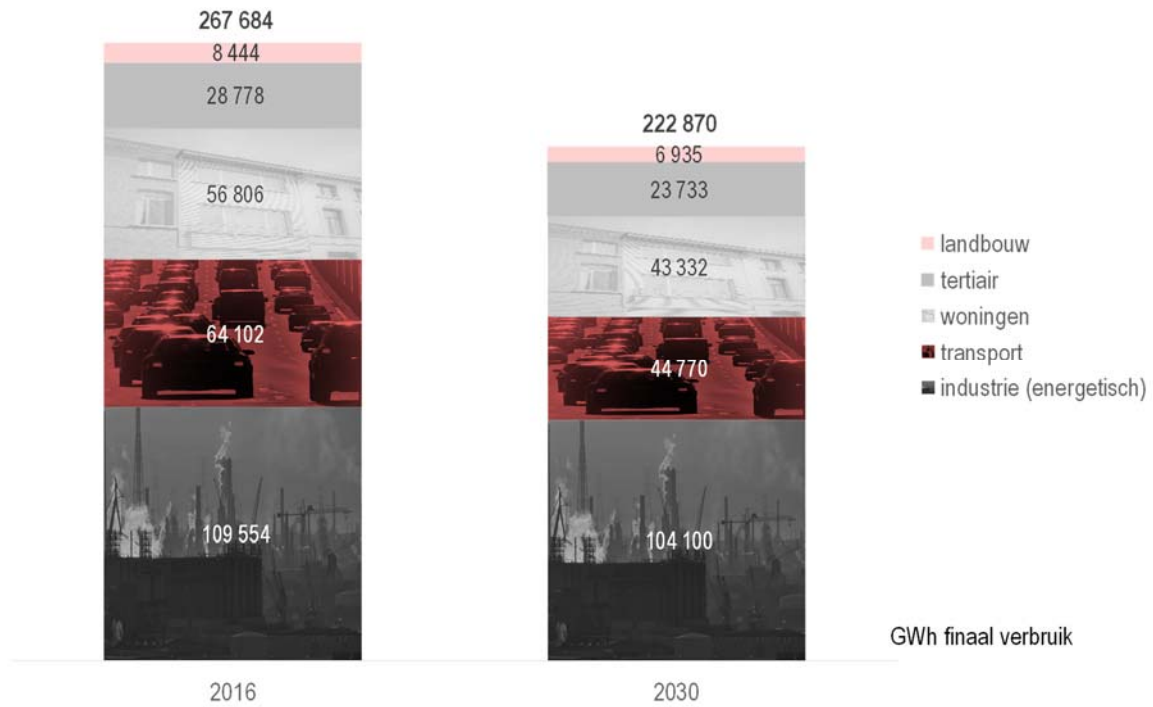 267 684
8 444
28 778
56 806
64 102
109 554
2016
222 870
6 935
23 733
43 332
44 770
104 100
2030
landbouw
tertiair
woningen
transport
industrie (energetisch)
GWh finaal verbruik